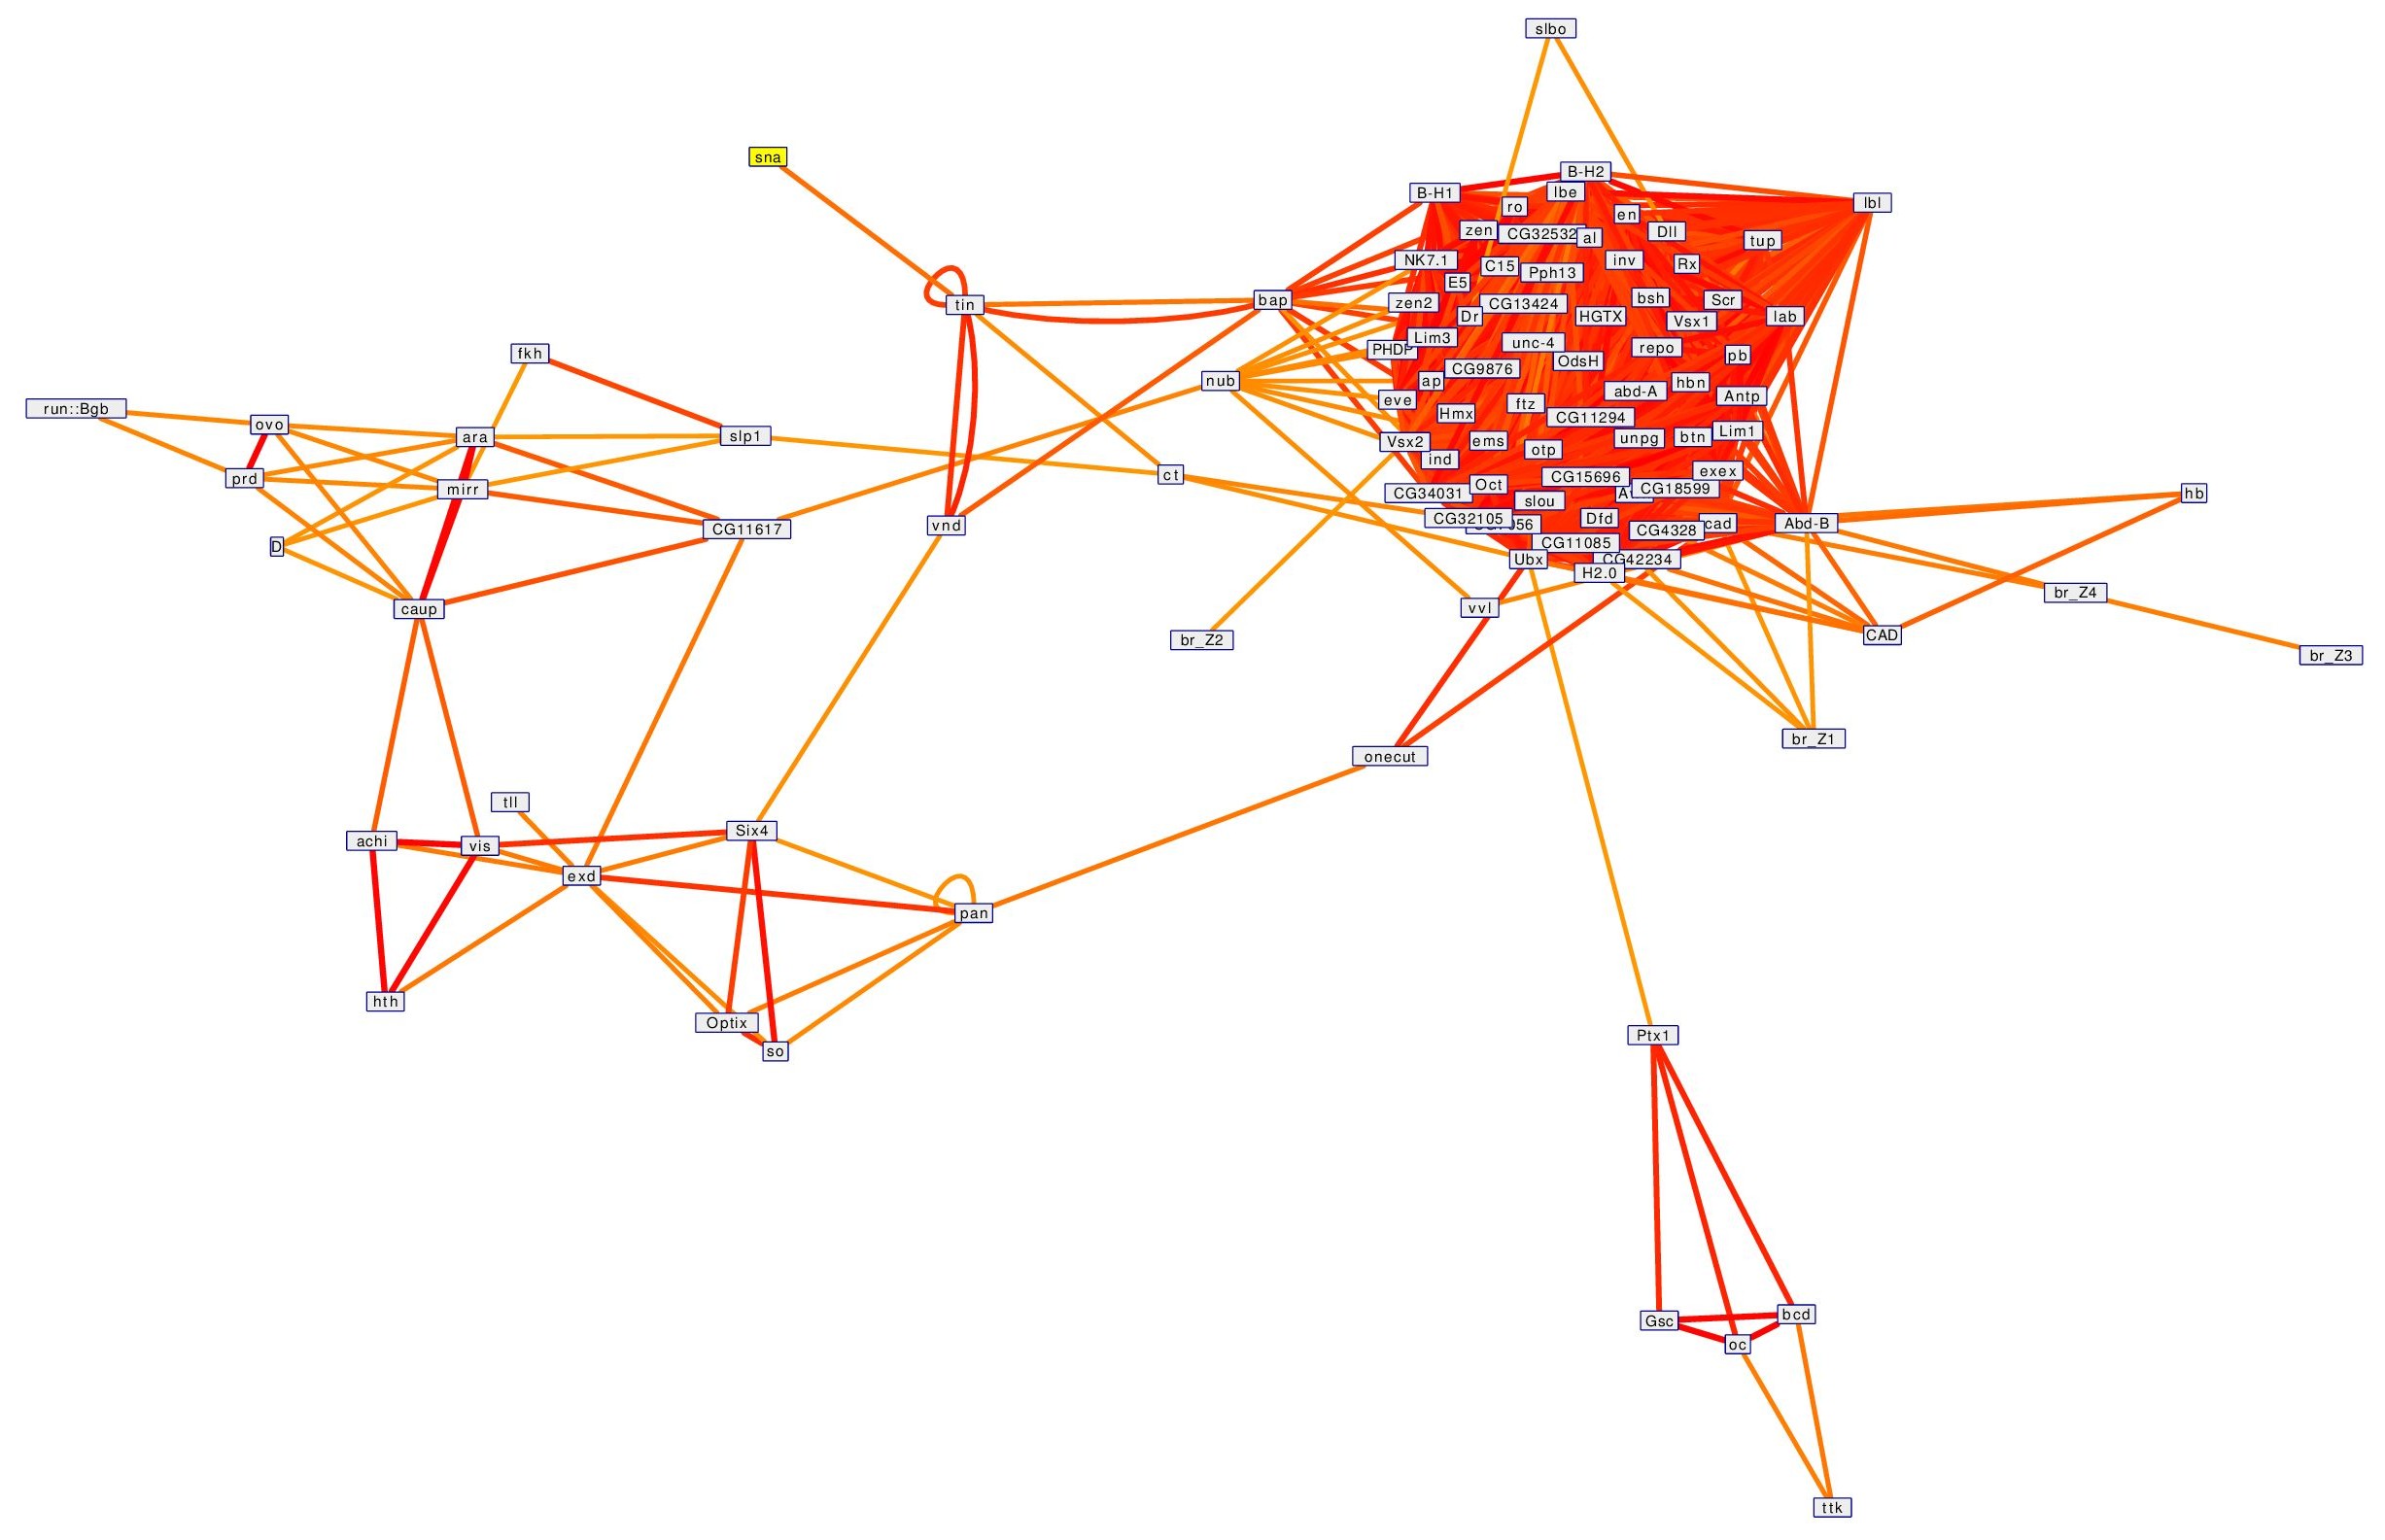 slbo
sna
B-H2
B-H1
lbe
lbl
ro
en
zen
CG32532
al
Dll
tup
NK7.1
C15
Pph13
inv
Rx
E5
bap
tin
zen2
CG13424
bsh
Scr
Dr
HGTX
Vsx1
lab
Lim3
unc-4
repo
PHDP
fkh
OdsH
pb
CG9876
nub
ap
hbn
abd-A
Antp
eve
ftz
run::Bgb
Hmx
CG11294
ovo
ara
slp1
Vsx2
ems
unpg
btn
Lim1
otp
ind
prd
ct
CG15696
exex
mirr
CG34031
Oct
slou
CG18599
hb
CG11617
vnd
CG32105
Dfd
CG4328
cad
Abd-B
D
CG11085
Ubx
CG42234
H2.0
br_Z4
caup
vvl
CAD
br_Z2
br_Z3
br_Z1
onecut
tll
Six4
achi
vis
exd
pan
hth
Optix
Ptx1
so
bcd
Gsc
oc
ttk